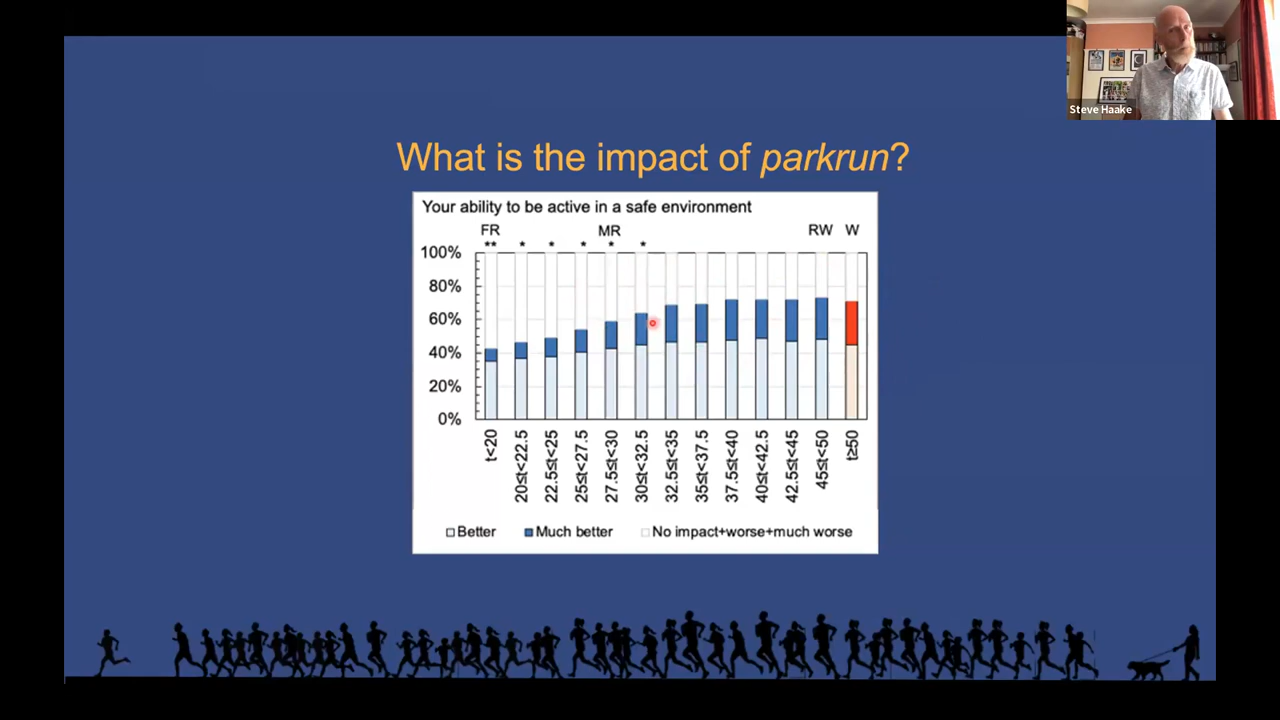 Steve Haake
What is the impact of parkrun?
Your ability to be active in a safe environment
FR MR RW W
** * * * * *
100%
80%
60%
40%
20%
0%
t<20
20≤t<22.5
22.5≤t<25
25≤t<27.5
27.5≤t<30
30≤t<32.5
32.5≤t<35
35≤t<37.5
37.5≤t<40
40≤t<42.5
42.5≤t<45
45≤t<50
t≥50
Better Much better No impact+worse+much worse